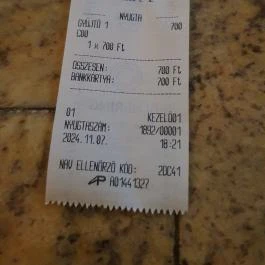 NYUGTA
GYŰJTŐ 1 700
C00
1 x 700 Ft
ÖSSZESEN: 700 Ft
BANKKÁRTYA: 700 Ft
01 KEZELŐ01
NYUGTASZÁM: 1892/00001
2024.11.07. 18:21
NAV ELLENŐRZŐ KÓD: 2DC41
AP A01441327